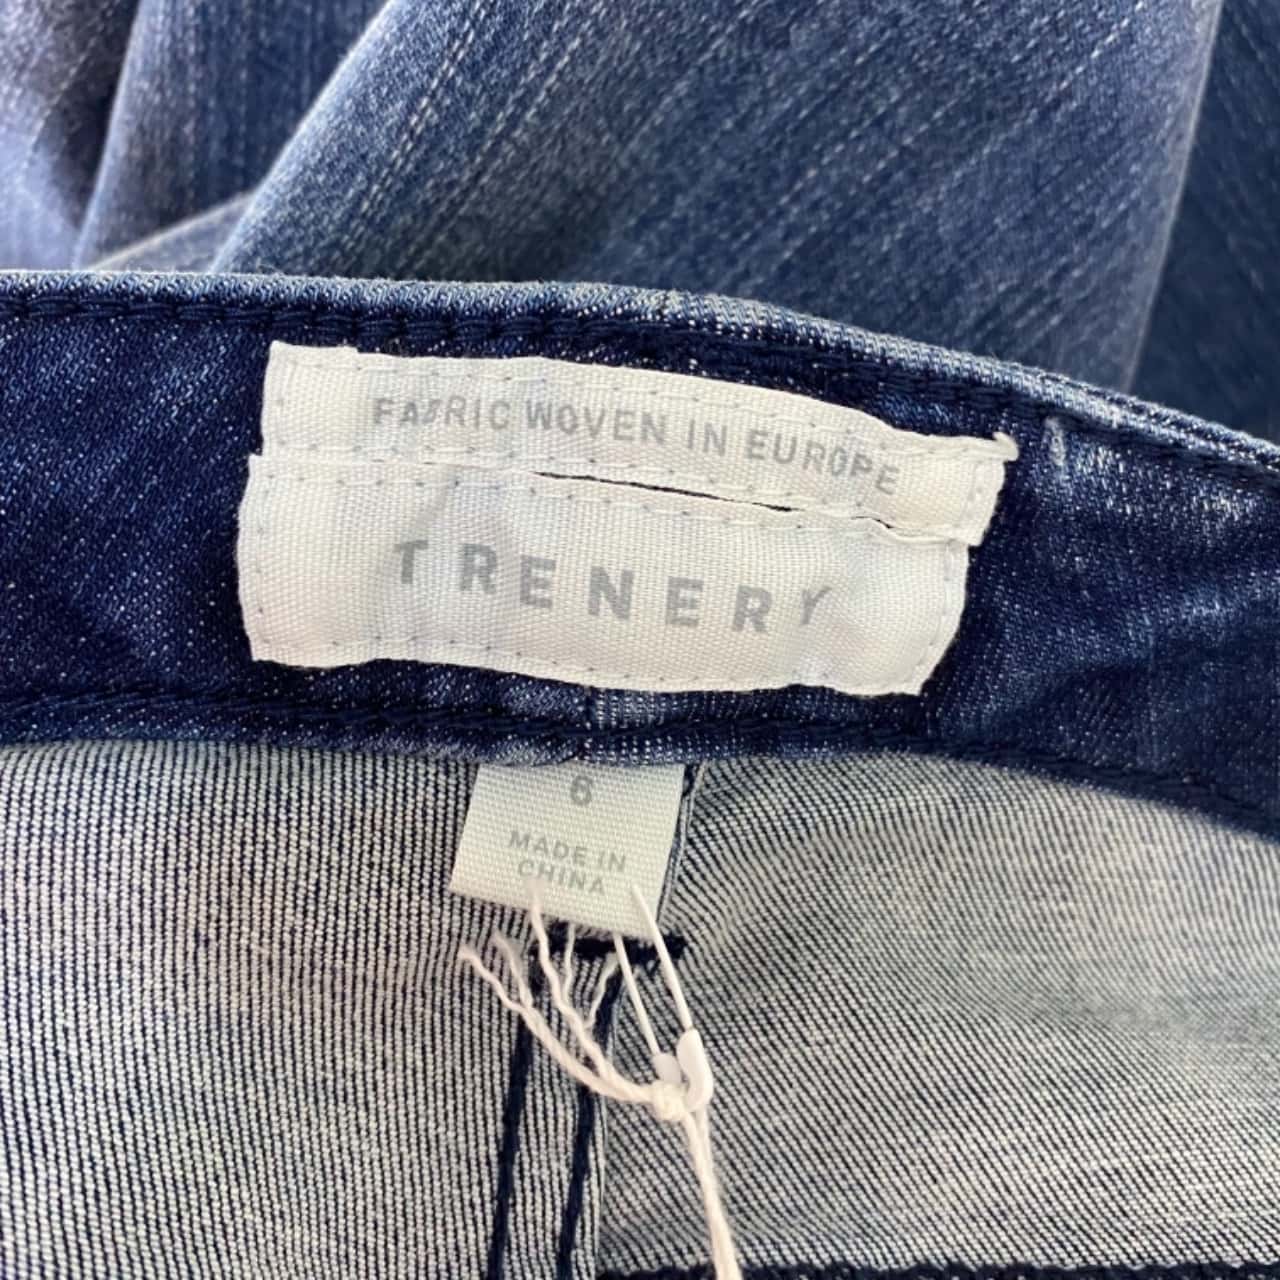 FABRIC WOVEN IN EUROPE
TRENERY
6
MADE IN
CHINA